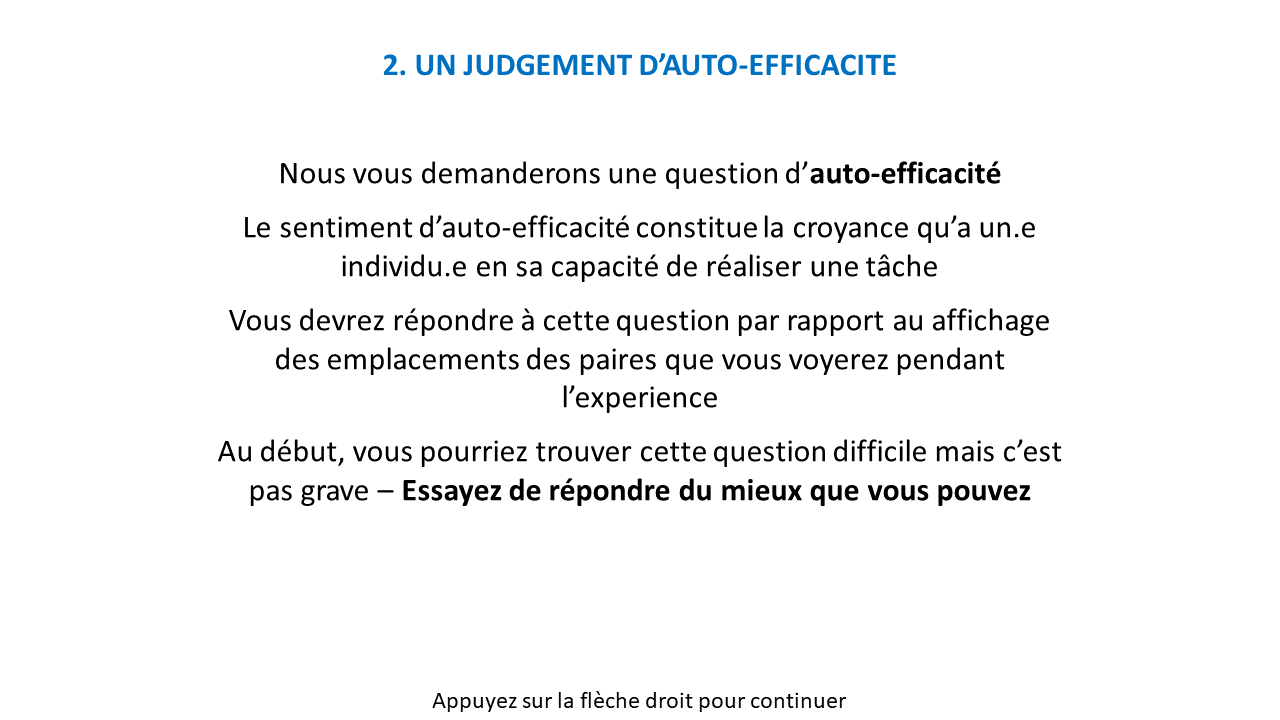 2. UN JUDGEMENT D’AUTO-EFFICACITE
Nous vous demanderons une question d’auto-efficacité
Le sentiment d’auto-efficacité constitue la croyance qu’a un.e
individu.e en sa capacité de réaliser une tâche
Vous devrez répondre à cette question par rapport au affichage
des emplacements des paires que vous voyerez pendant
l’experience
Au début, vous pourriez trouver cette question difficile mais c’est
pas grave – Essayez de répondre du mieux que vous pouvez
Appuyez sur la flèche droit pour continuer